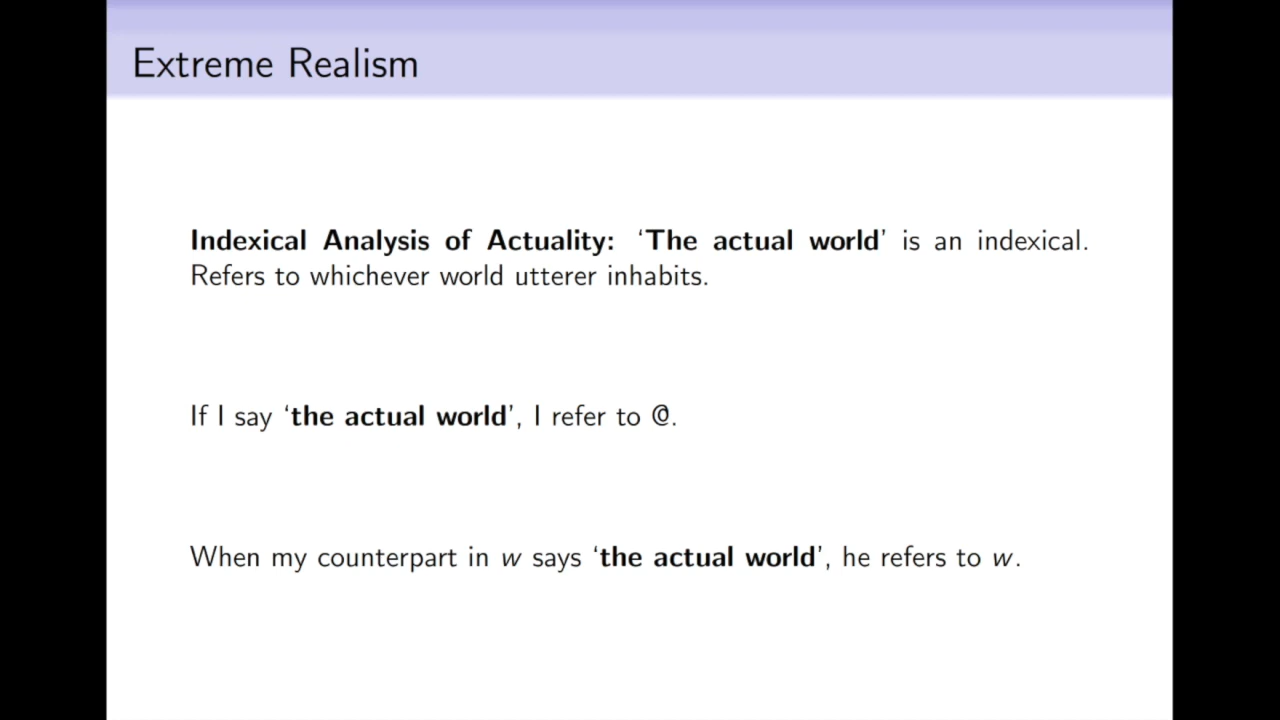 Extreme Realism
Indexical Analysis of Actuality: ‘The actual world’ is an indexical.
Refers to whichever world utterer inhabits.
If I say ‘the actual world’, I refer to @.
When my counterpart in w says ‘the actual world’, he refers to w.